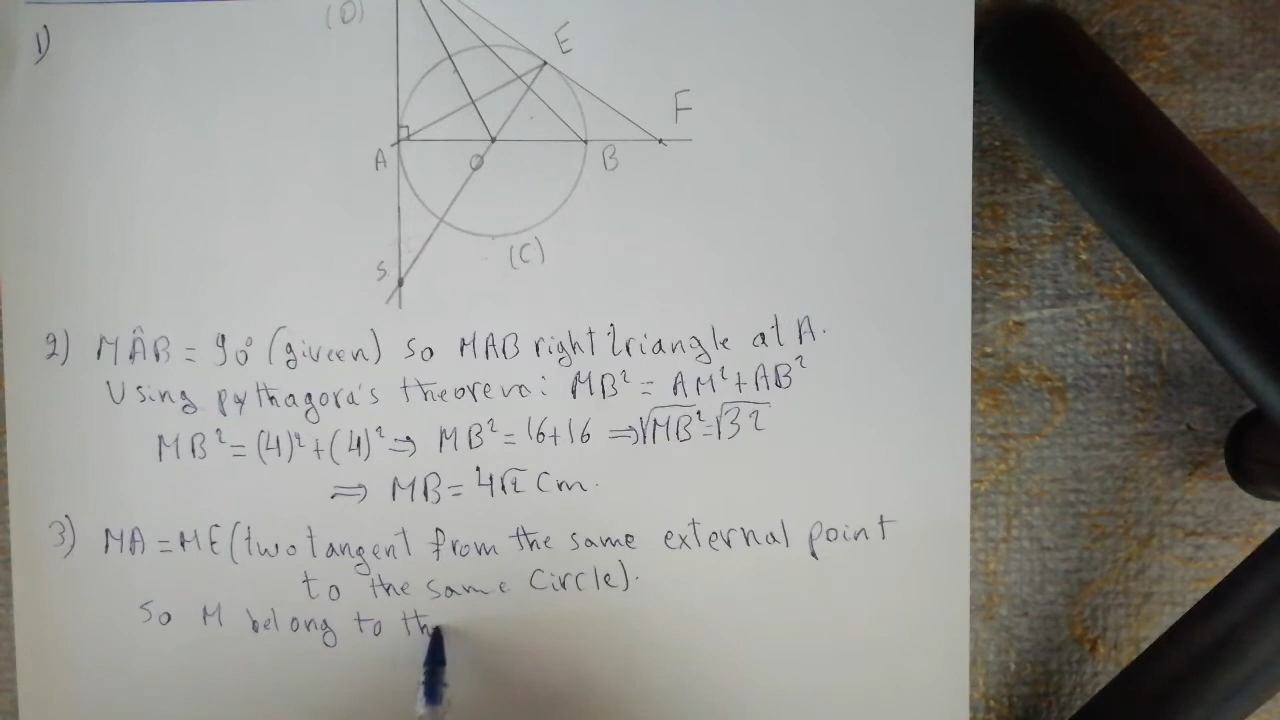 1)
(D)
E
F
A
O
B
S
(C)
2) MÂB = 90° (giveen) so MAB right triangle at A.
Using pythagora's theorem: MB² = AM² + AB²
MB² = (4)² + (4)² ⇒ MB² = 16+16 ⇒ √MB² = √32
⇒ MB = 4√2 Cm.
3) MA = ME (two tangent from the same external point
to the same Circle).
So M belong to the